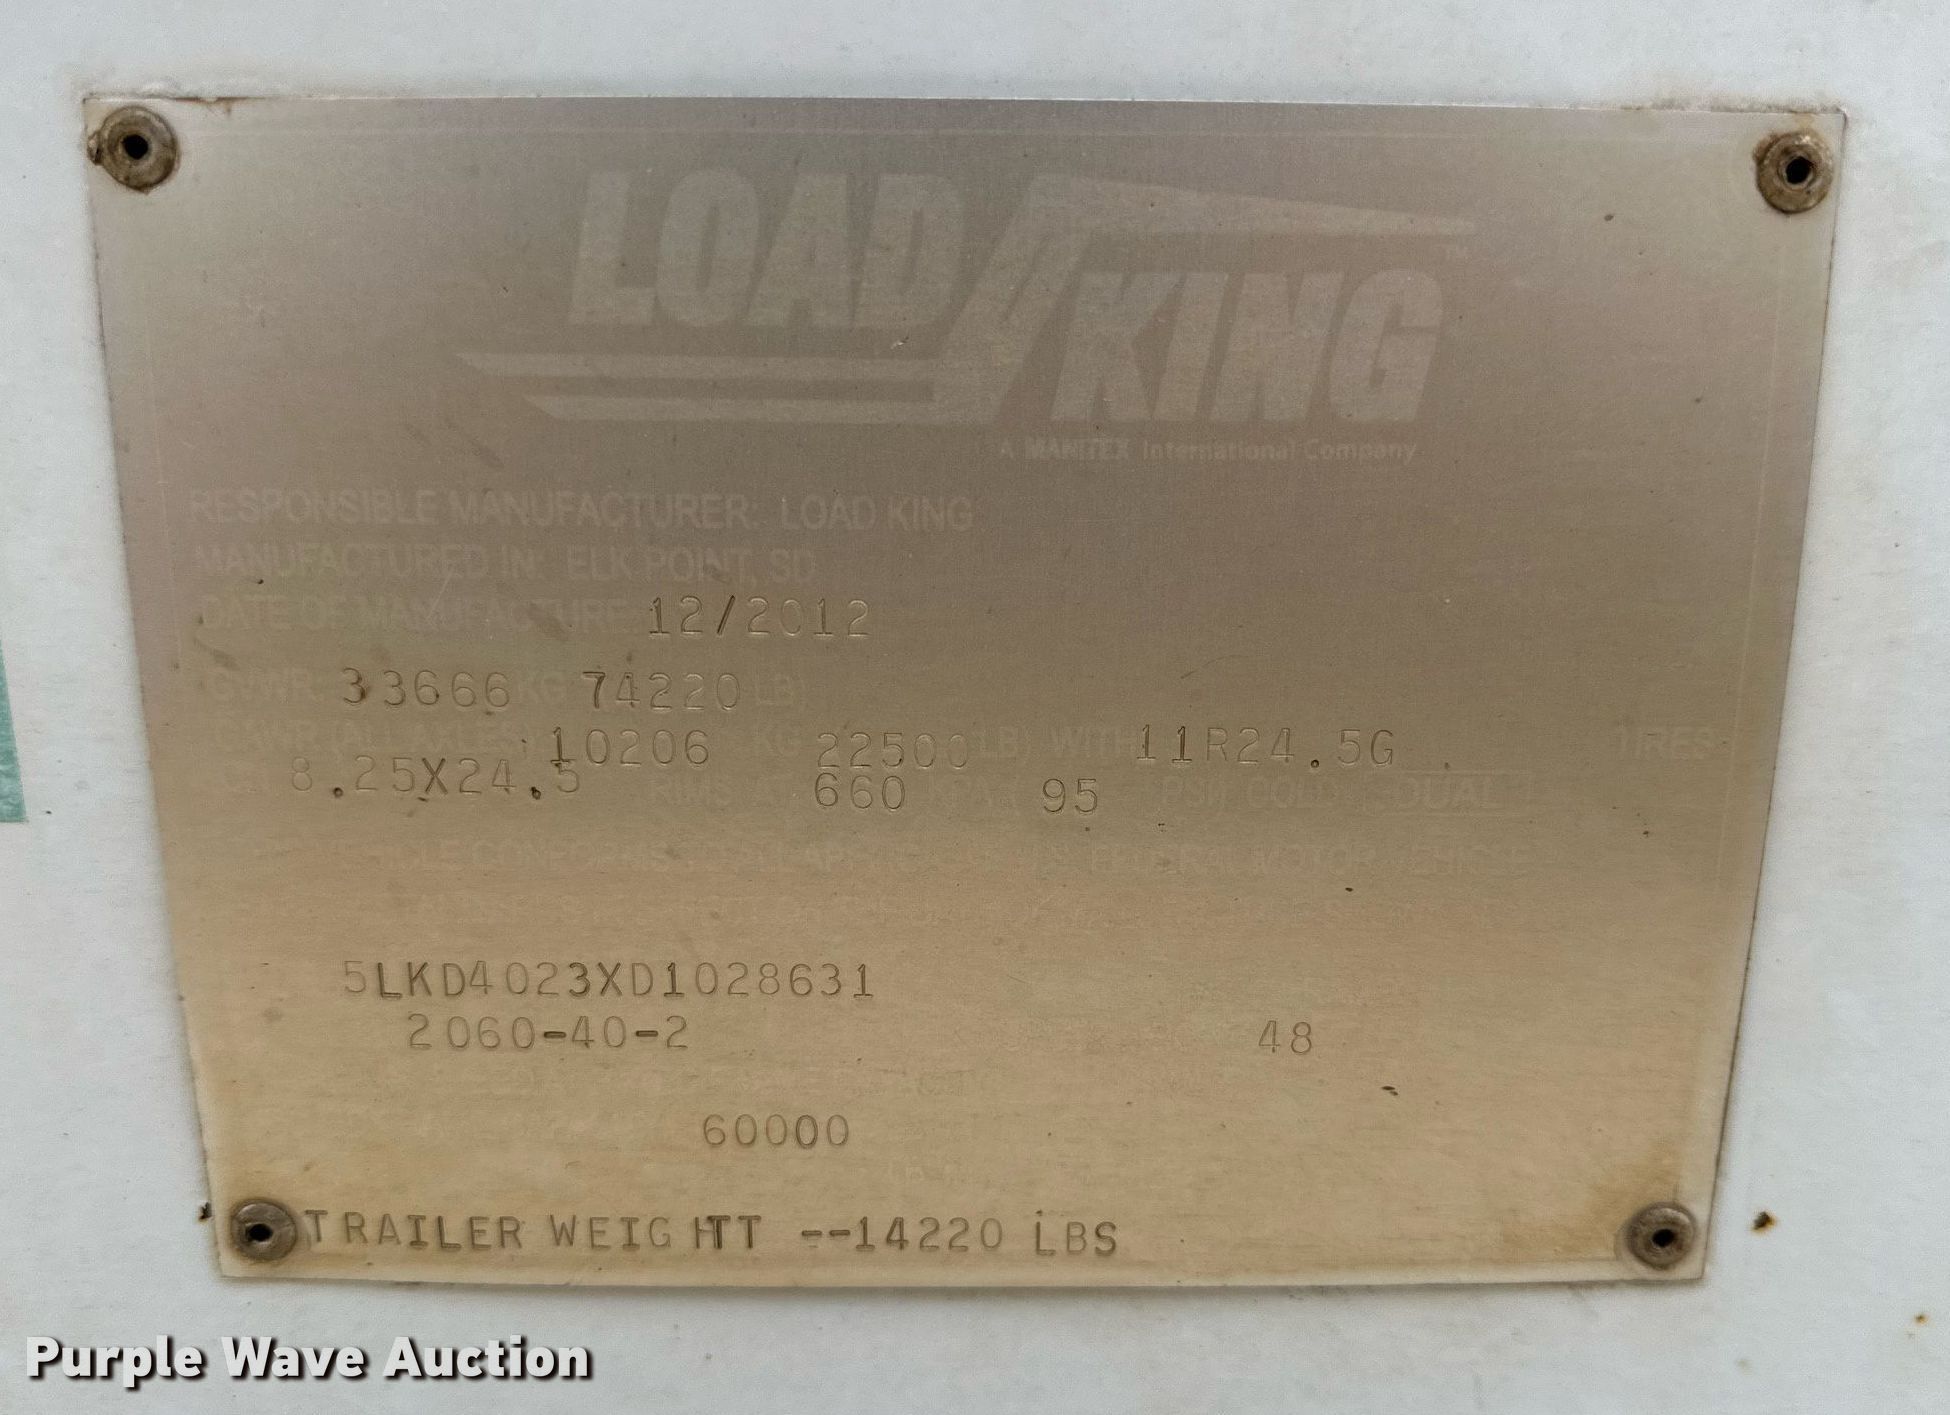 LOAD KING
A MANITEX International Company
RESPONSIBLE MANUFACTURER: LOAD KING
MANUFACTURED IN: ELK POINT, SD
DATE OF MANUFACTURE 12/2012
GVWR 33666 KG 74220 LB
GAWR (ALL AXLES) 10206 KG 22500 LB WITH 11R24.5G TIRES
8.25X24.5 RIMS 660 95 PSI COLD DUAL
FEDERAL MOTOR VEHICLE
5LKD4023XD1028631
2060-40-2 48
60000
TRAILER WEIGHTT --14220 LBS
Purple Wave Auction